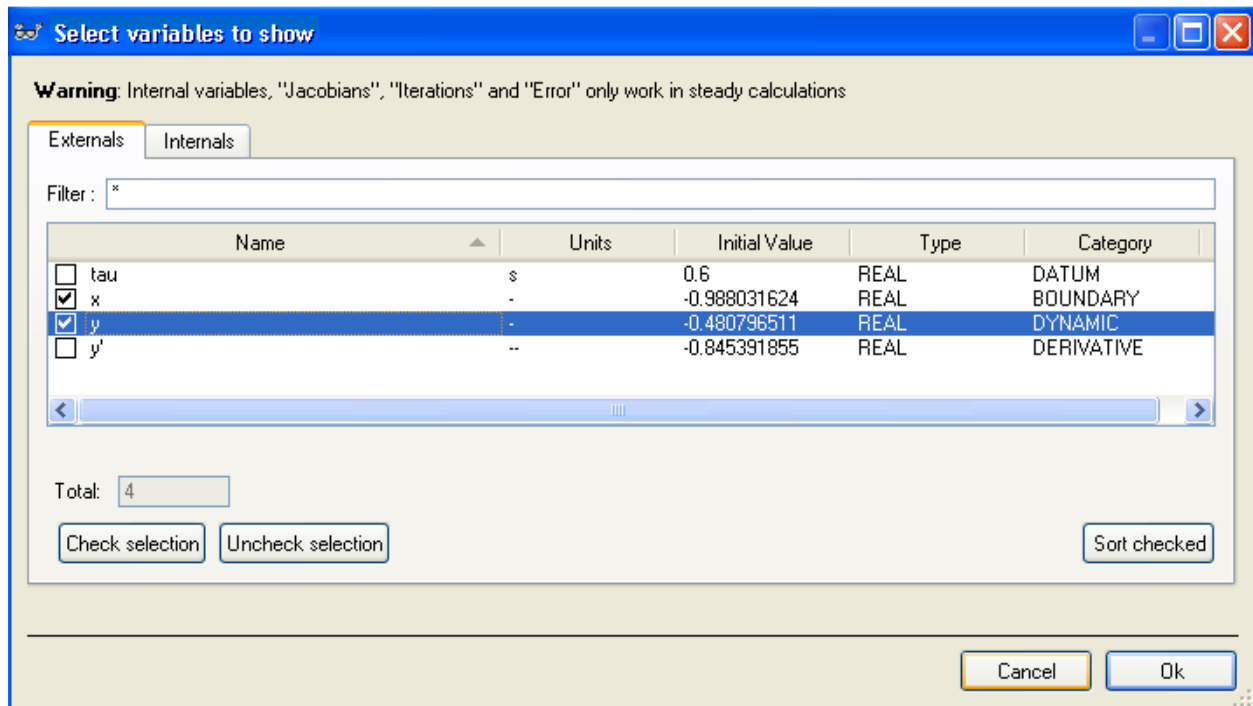 Select variables to show
Warning: Internal variables, "Jacobians", "Iterations" and "Error" only work in steady calculations
Externals Internals
Filter : *
Name Units Initial Value Type Category
tau s 0.6 REAL DATUM
x - -0.988031624 REAL BOUNDARY
y - -0.480796511 REAL DYNAMIC
y' -- -0.845391855 REAL DERIVATIVE
Total: 4
Check selection Uncheck selection Sort checked
Cancel Ok